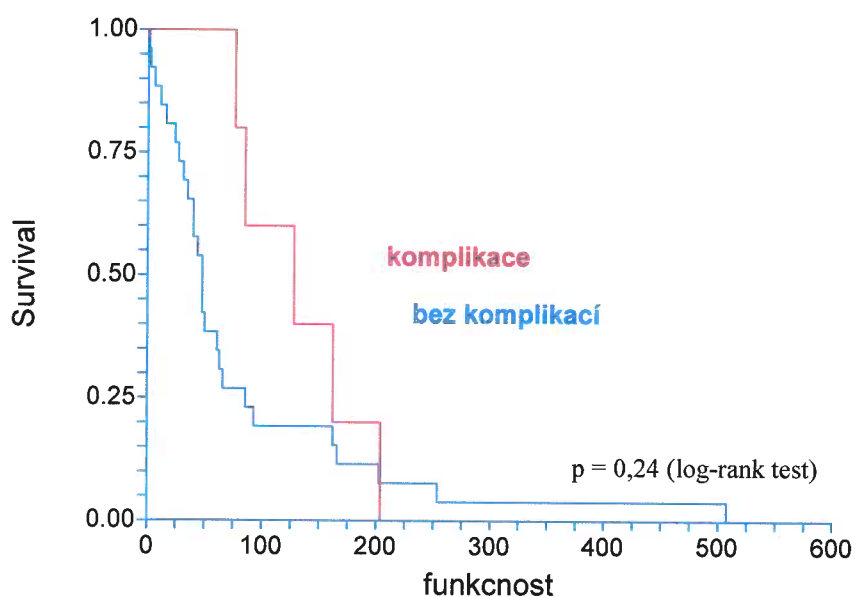 1.00
0.75
Survival
0.50
0.25
0.00
komplikace
bez komplikací
p = 0,24 (log-rank test)
0 100 200 300 400 500 600
funkcnost